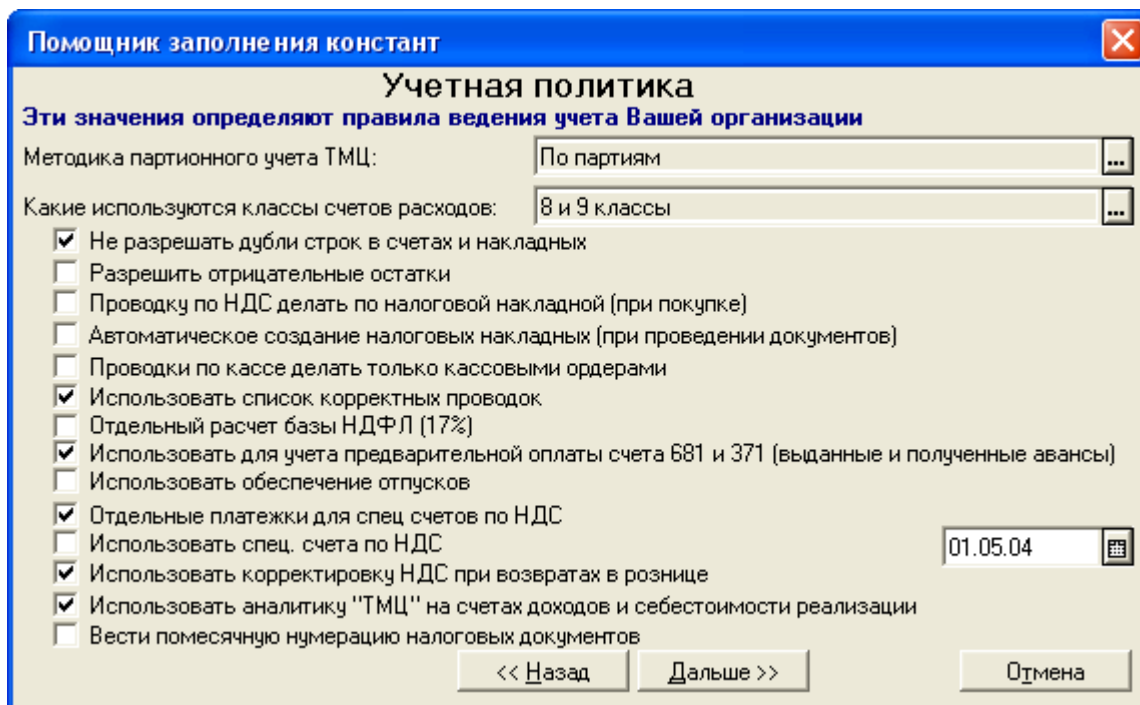 Помощник заполнения констант
Учетная политика
Эти значения определяют правила ведения учета Вашей организации
Методика партионного учета ТМЦ: По партиям ...
Какие используются классы счетов расходов: 8 и 9 классы ...
Не разрешать дубли строк в счетах и накладных
Разрешить отрицательные остатки
Проводку по НДС делать по налоговой накладной (при покупке)
Автоматическое создание налоговых накладных (при проведении документов)
Проводки по кассе делать только кассовыми ордерами
Использовать список корректных проводок
Отдельный расчет базы НДФЛ (17%)
Использовать для учета предварительной оплаты счета 681 и 371 (выданные и полученные авансы)
Использовать обеспечение отпусков
Отдельные платежки для спец счетов по НДС
Использовать спец. счета по НДС 01.05.04
Использовать корректировку НДС при возвратах в рознице
Использовать аналитику "ТМЦ" на счетах доходов и себестоимости реализации
Вести помесячную нумерацию налоговых документов
<< Назад Дальше >> Отмена